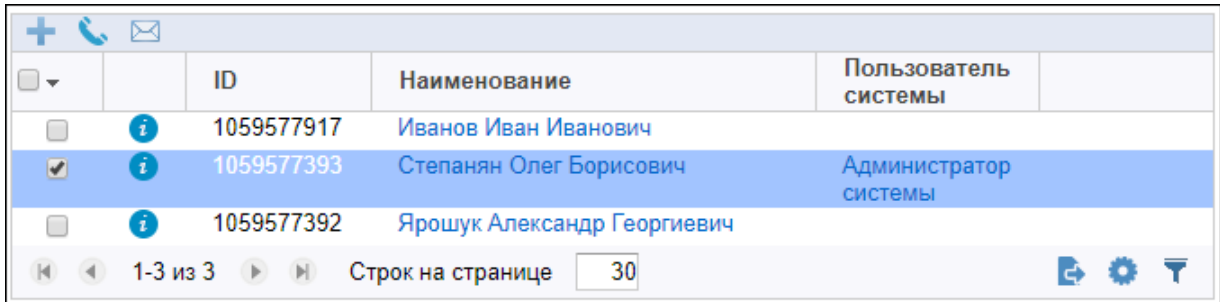 ID Наименование Пользователь системы
1059577917 Иванов Иван Иванович
1059577393 Степанян Олег Борисович Администратор системы
1059577392 Ярошук Александр Георгиевич
1-3 из 3 Строк на странице 30